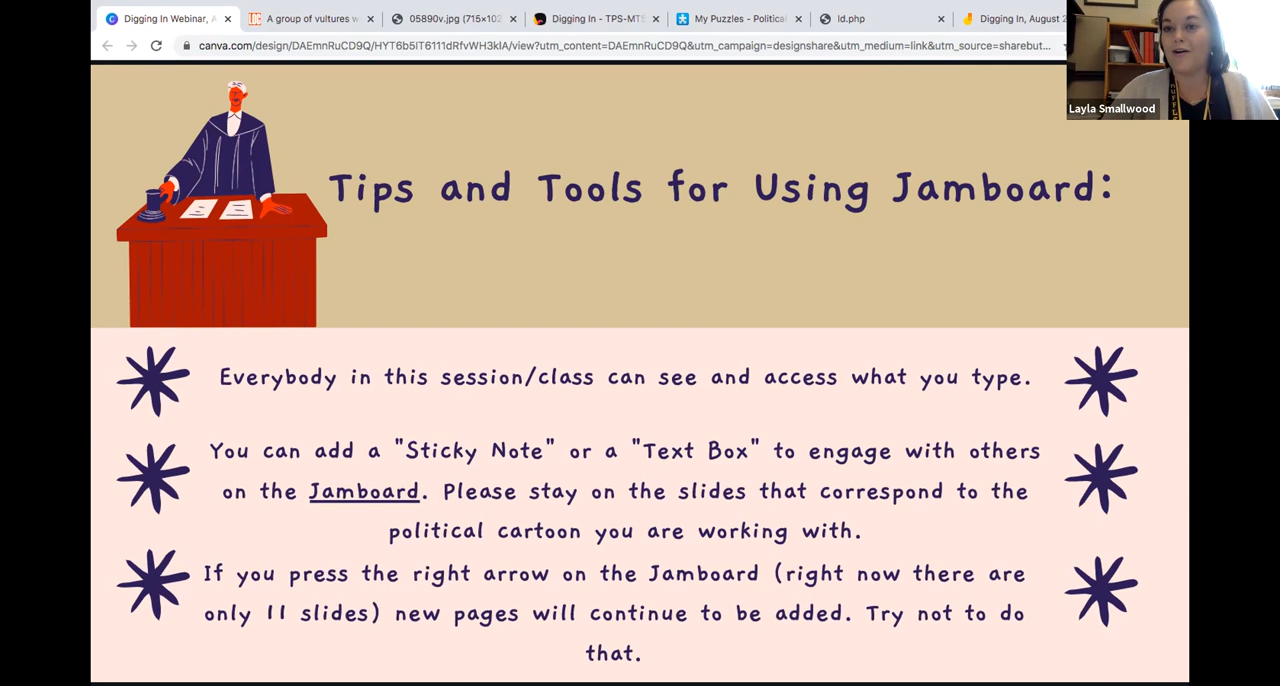 Digging In Webinar, A
A group of vultures w
05890v.jpg (715×102
Digging In - TPS-MTS
My Puzzles - Political
ld.php
Digging In, August 2
canva.com/design/DAEmnRuCD9Q/HYT6b5IT6111dRfvWH3kIA/view?utm_content=DAEmnRuCD9Q&utm_campaign=designshare&utm_medium=link&utm_source=sharebut...
Layla Smallwood
Tips and Tools for Using Jamboard:
Everybody in this session/class can see and access what you type.
You can add a "Sticky Note" or a "Text Box" to engage with others
on the Jamboard. Please stay on the slides that correspond to the
political cartoon you are working with.
If you press the right arrow on the Jamboard (right now there are
only 11 slides) new pages will continue to be added. Try not to do
that.